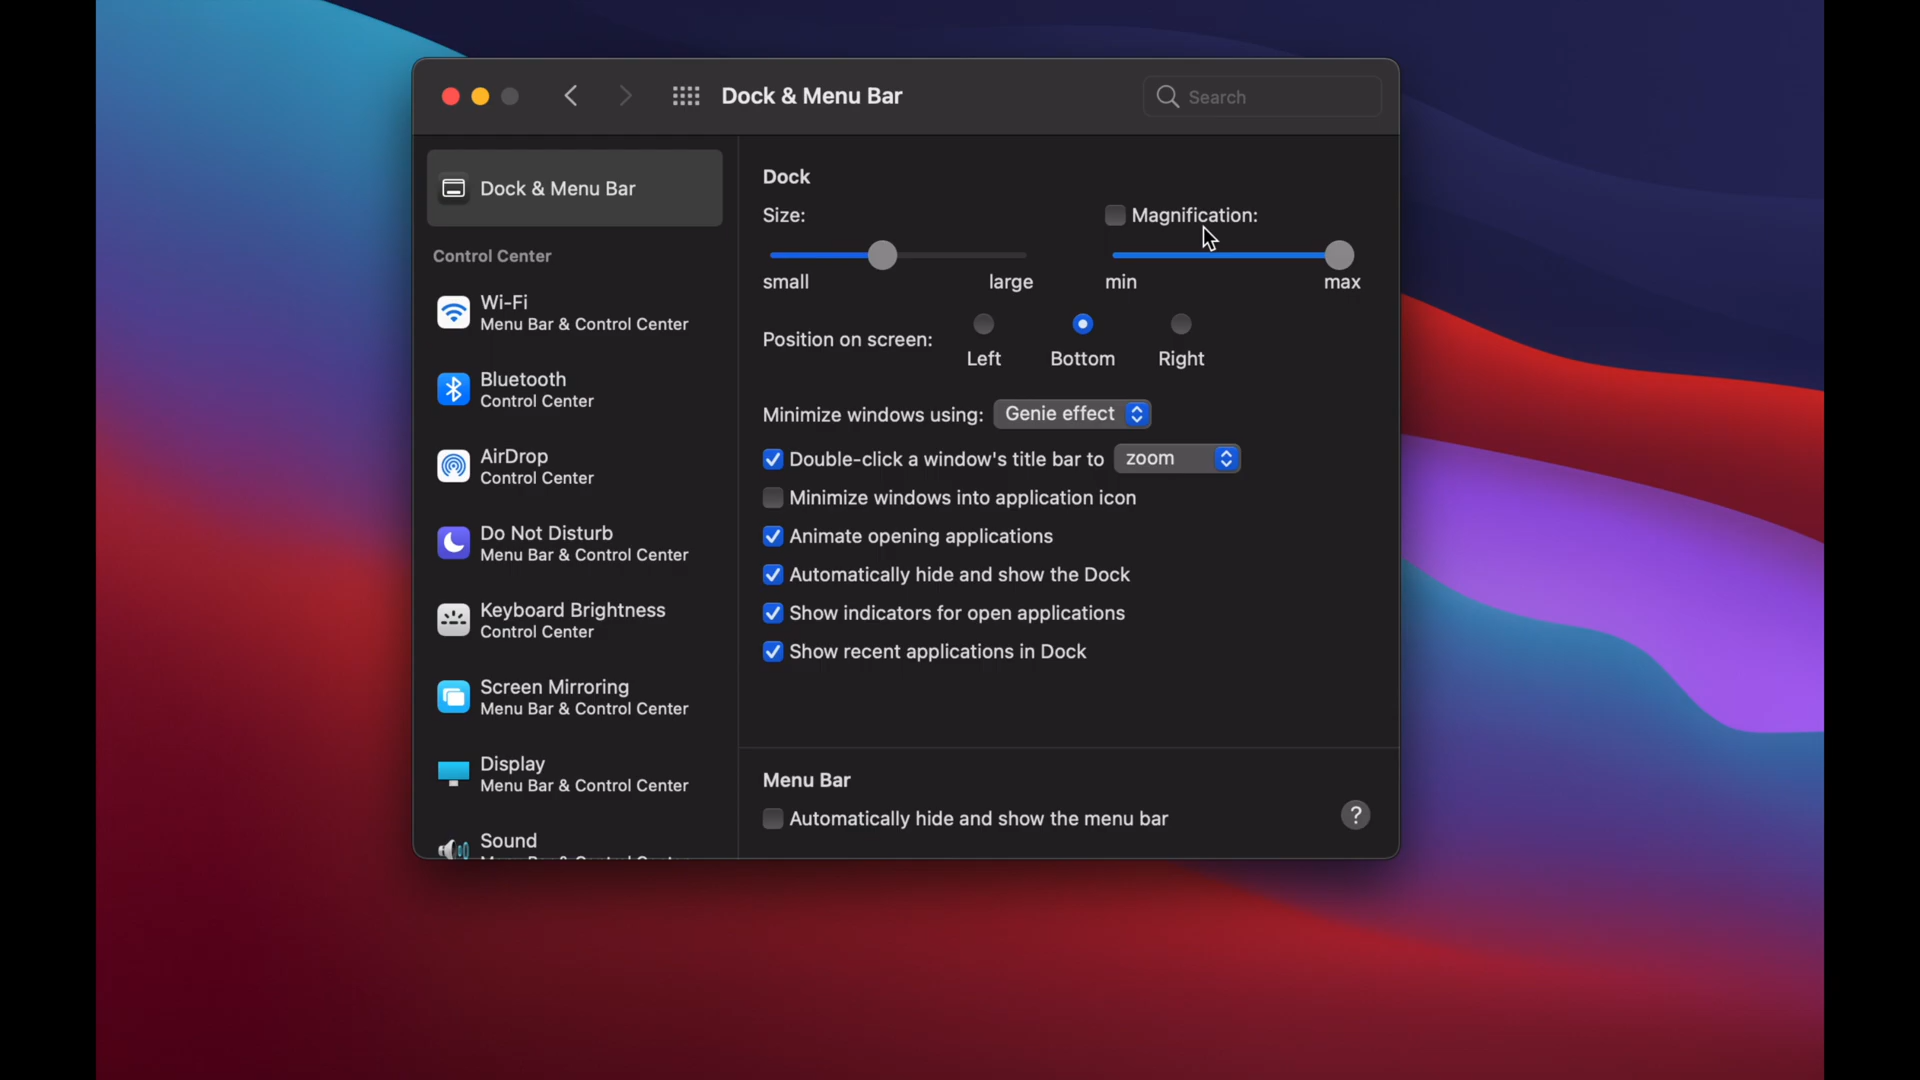 Dock & Menu Bar
Search
Dock & Menu Bar
Control Center
Wi-Fi
Menu Bar & Control Center
Bluetooth
Control Center
AirDrop
Control Center
Do Not Disturb
Menu Bar & Control Center
Keyboard Brightness
Control Center
Screen Mirroring
Menu Bar & Control Center
Display
Menu Bar & Control Center
Sound
Dock
Size:
Magnification:
small large
min max
Position on screen:
Left Bottom Right
Minimize windows using: Genie effect
Double-click a window's title bar to zoom
Minimize windows into application icon
Animate opening applications
Automatically hide and show the Dock
Show indicators for open applications
Show recent applications in Dock
Menu Bar
Automatically hide and show the menu bar
?